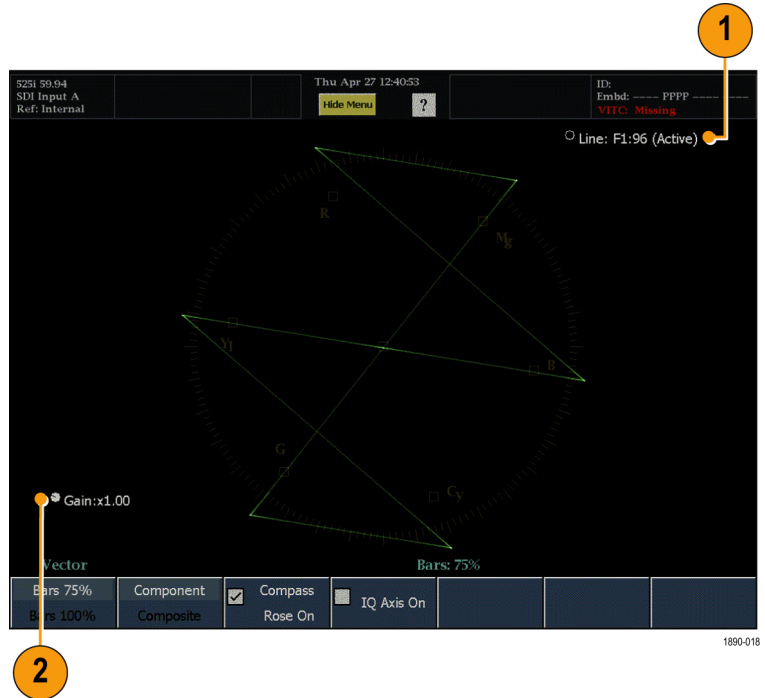 1
525i 59.94
SDI Input A
Ref: Internal
Thu Apr 27 12:40:53
Hide Menu
?
ID:
Embd: ---- PPPP ---- ----
VITC: Missing
Line: F1:96 (Active)
R
Mg
Yl
B
G
Cy
Gain:x1.00
Vector
Bars: 75%
Bars 75%
Bars 100%
Component
Composite
Compass
Rose On
IQ Axis On
1890-018
2